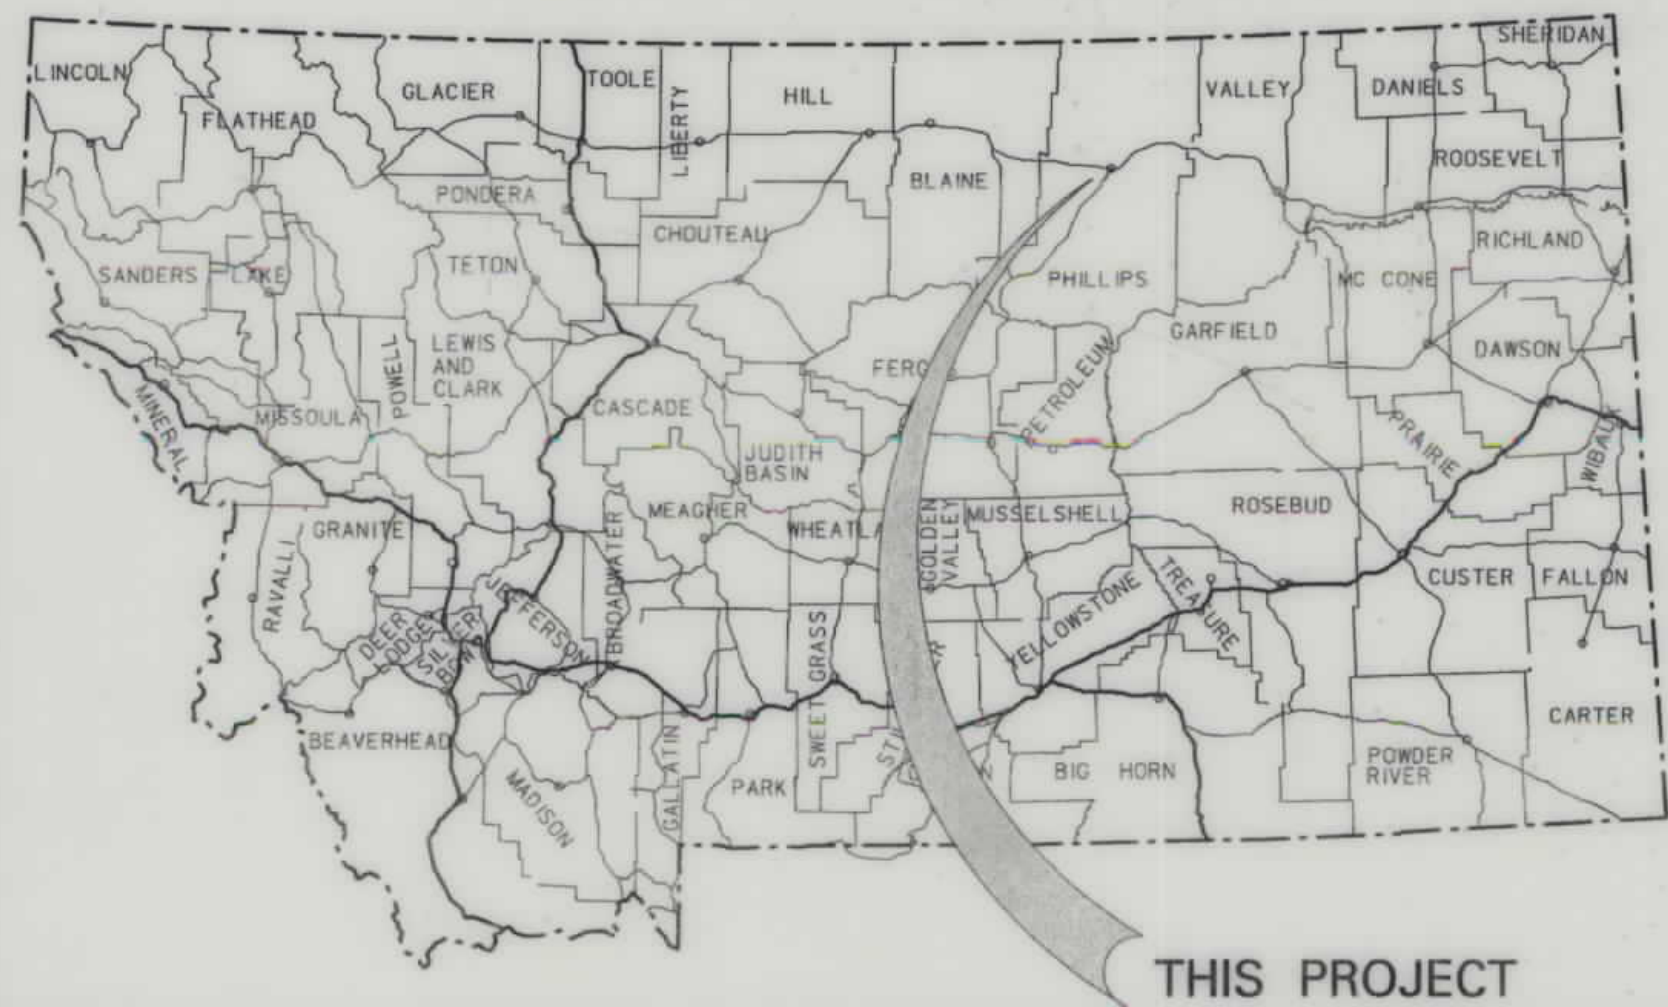 SHERIDAN
LINCOLN
GLACIER
TOOLE
LIBERTY
HILL
VALLEY
DANIELS
FLATHEAD
ROOSEVELT
PONDERA
BLAINE
CHOUTEAU
RICHLAND
SANDERS
LAKE
TETON
PHILLIPS
MC CONE
GARFIELD
POWELL
LEWIS
AND
CLARK
FERG
PETROLEUM
DAWSON
MINERAL
MISSOULA
CASCADE
JUDITH
BASIN
PRAIRIE
WIBAUX
GRANITE
MEAGHER
WHEATLA
GOLDEN
VALLEY
MUSSELSHELL
ROSEBUD
RAVALLI
DEER
LODGE
SILVER
BOW
JEFFERSON
BROADWATER
SWEET GRASS
YELLOWSTONE
TREASURE
CUSTER
FALLON
BEAVERHEAD
MADISON
GALLATIN
PARK
BIG HORN
POWDER
RIVER
CARTER
THIS PROJECT